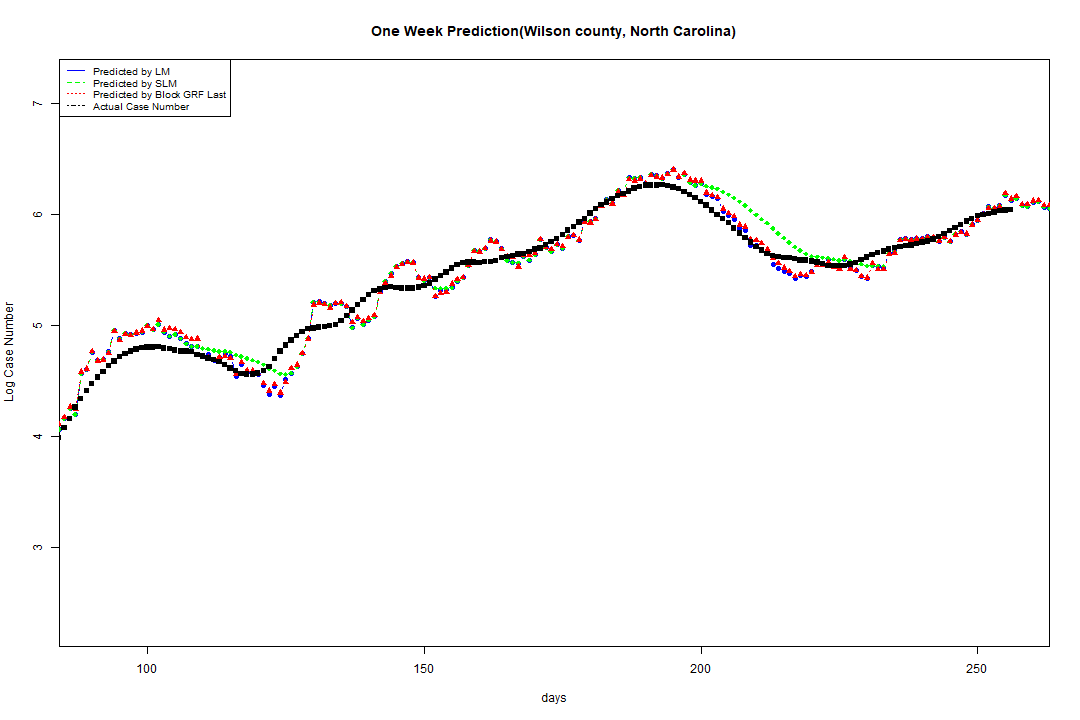 One Week Prediction(Wilson county, North Carolina)
Predicted by LM
Predicted by SLM
Predicted by Block GRF Last
Actual Case Number
7
6
5
4
3
Log Case Number
100 150 200 250
days